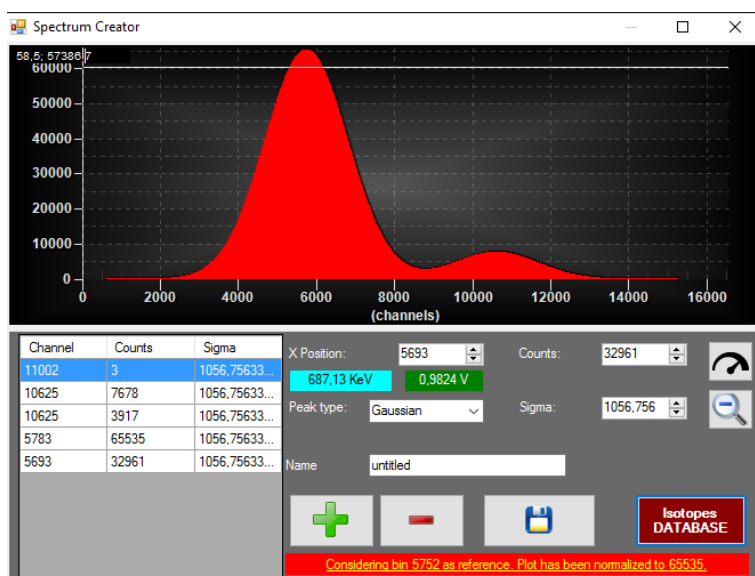 Spectrum Creator
58,5; 57386,7
60000
50000
40000
30000
20000
10000
0
0 2000 4000 6000 8000 10000 12000 14000 16000
(channels)
Channel Counts Sigma
11002 3 1056,75633...
10625 7678 1056,75633...
10625 3917 1056,75633...
5783 65535 1056,75633...
5693 32961 1056,75633...
X Position: 5693 Counts: 32961
687,13 KeV 0,9824 V
Peak type: Gaussian Sigma: 1056,756
Name untitled
Isotopes
DATABASE
Considering bin 5752 as reference. Plot has been normalized to 65535.